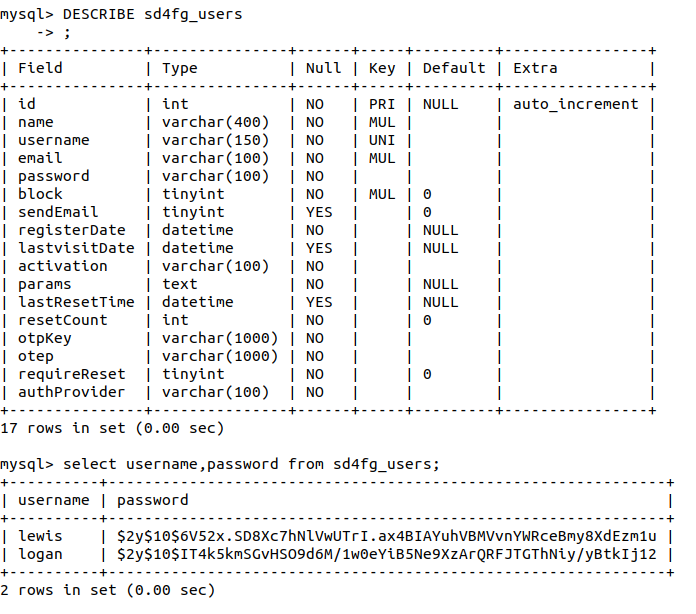 mysql> DESCRIBE sd4fg_users
    -> ;
+---------------+---------------+------+-----+---------+----------------+
| Field         | Type          | Null | Key | Default | Extra          |
+---------------+---------------+------+-----+---------+----------------+
| id            | int           | NO   | PRI | NULL    | auto_increment |
| name          | varchar(400)  | NO   | MUL |         |                |
| username      | varchar(150)  | NO   | UNI |         |                |
| email         | varchar(100)  | NO   | MUL |         |                |
| password      | varchar(100)  | NO   |     |         |                |
| block         | tinyint       | NO   | MUL | 0       |                |
| sendEmail     | tinyint       | YES  |     | 0       |                |
| registerDate  | datetime      | NO   |     | NULL    |                |
| lastvisitDate | datetime      | YES  |     | NULL    |                |
| activation    | varchar(100)  | NO   |     |         |                |
| params        | text          | NO   |     | NULL    |                |
| lastResetTime | datetime      | YES  |     | NULL    |                |
| resetCount    | int           | NO   |     | 0       |                |
| otpKey        | varchar(1000) | NO   |     |         |                |
| otep          | varchar(1000) | NO   |     |         |                |
| requireReset  | tinyint       | NO   |     | 0       |                |
| authProvider  | varchar(100)  | NO   |     |         |                |
+---------------+---------------+------+-----+---------+----------------+
17 rows in set (0.00 sec)
mysql> select username,password from sd4fg_users;
+----------+--------------------------------------------------------------+
| username | password                                                     |
+----------+--------------------------------------------------------------+
| lewis    | $2y$10$6V52x.SD8Xc7hNlVwUTrI.ax4BIAYuhVBMVvnYWRceBmy8XdEzm1u |
| logan    | $2y$10$IT4k5kmSGvHSO9d6M/1w0eYiB5Ne9XzArQRFJTGThNiy/yBtkIj12 |
+----------+--------------------------------------------------------------+
2 rows in set (0.00 sec)